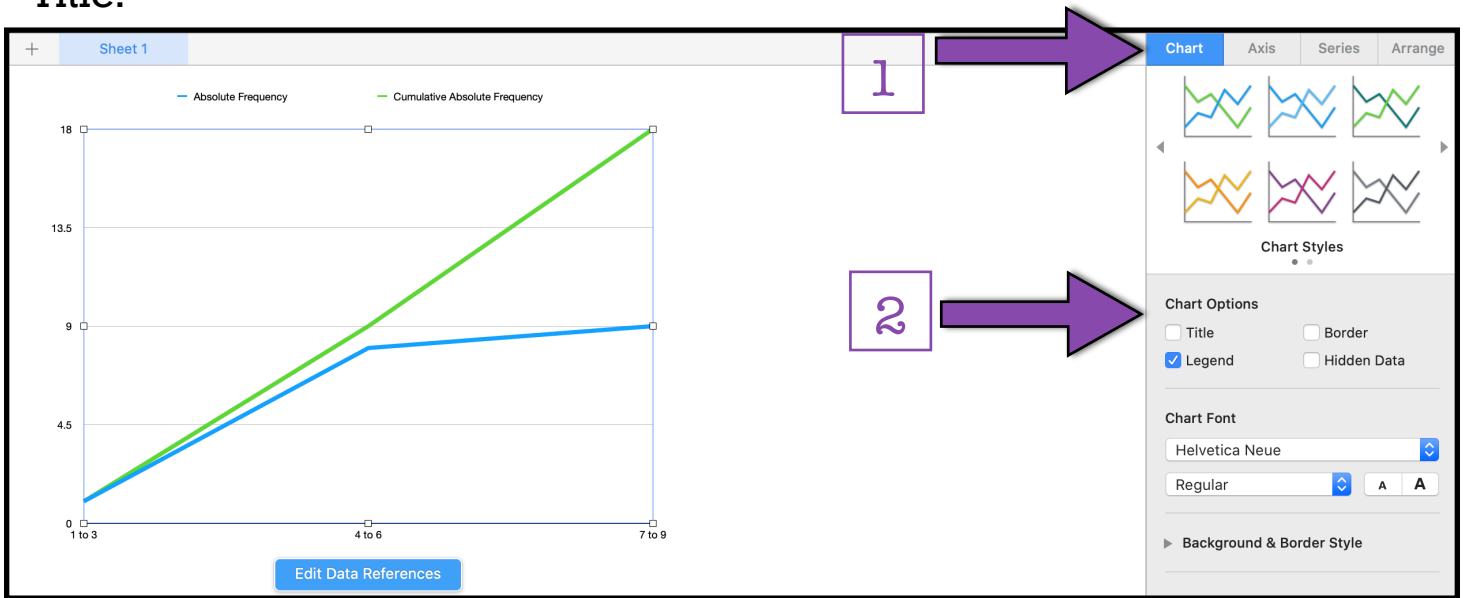 Title:
+ Sheet 1
Chart Axis Series Arrange
1
Absolute Frequency Cumulative Absolute Frequency
18
13.5
9
4.5
0
1 to 3 4 to 6 7 to 9
Edit Data References
Chart Styles
2
Chart Options
Title Border
Legend Hidden Data
Chart Font
Helvetica Neue
Regular A A
Background & Border Style